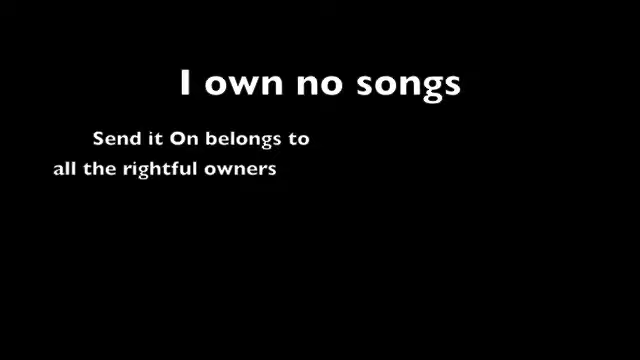 I own no songs
Send it On belongs to
all the rightful owners